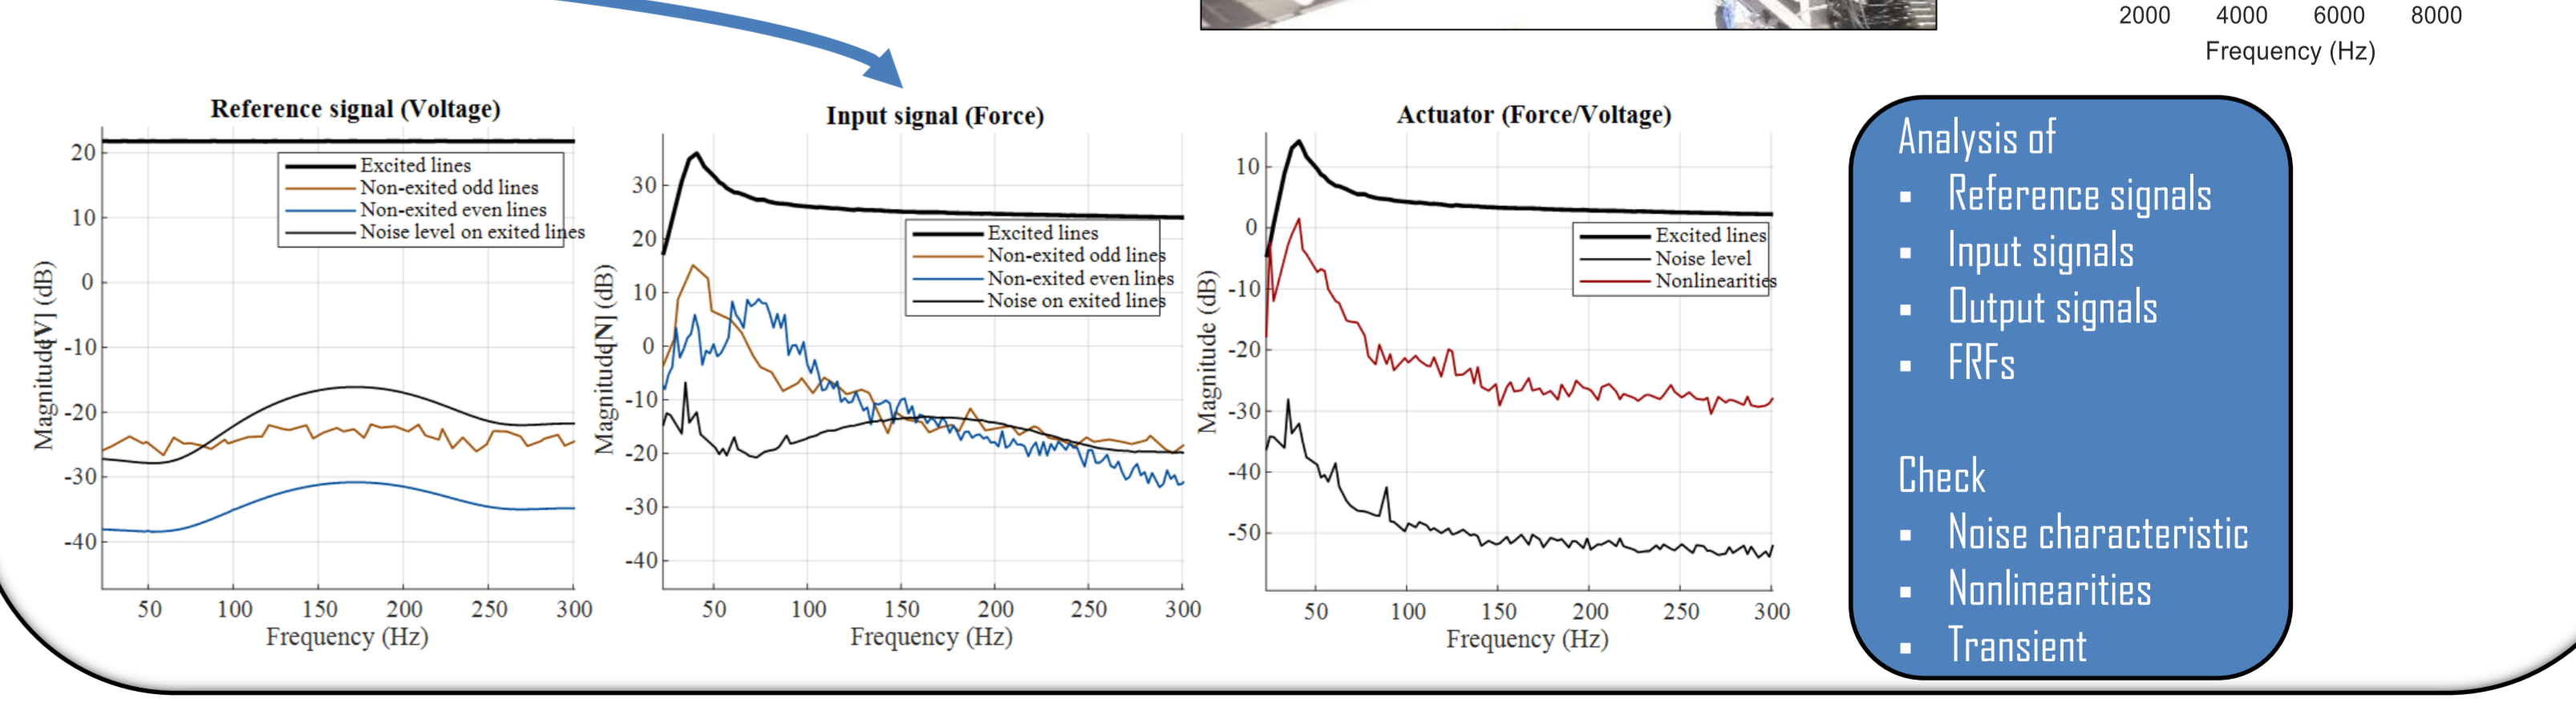 2000 4000 6000 8000
Frequency (Hz)
Reference signal (Voltage)
20
10
0
-10
-20
-30
-40
Magnitude[V] (dB)
Excited lines
Non-exited odd lines
Non-exited even lines
Noise level on exited lines
50 100 150 200 250 300
Frequency (Hz)
Input signal (Force)
30
20
10
0
-10
-20
-30
-40
Magnitude[N] (dB)
Excited lines
Non-exited odd lines
Non-exited even lines
Noise on exited lines
50 100 150 200 250 300
Frequency (Hz)
Actuator (Force/Voltage)
10
0
-10
-20
-30
-40
-50
Magnitude (dB)
Excited lines
Noise level
Nonlinearities
50 100 150 200 250 300
Frequency (Hz)
Analysis of
▪ Reference signals
▪ Input signals
▪ Output signals
▪ FRFs
Check
▪ Noise characteristic
▪ Nonlinearities
▪ Transient